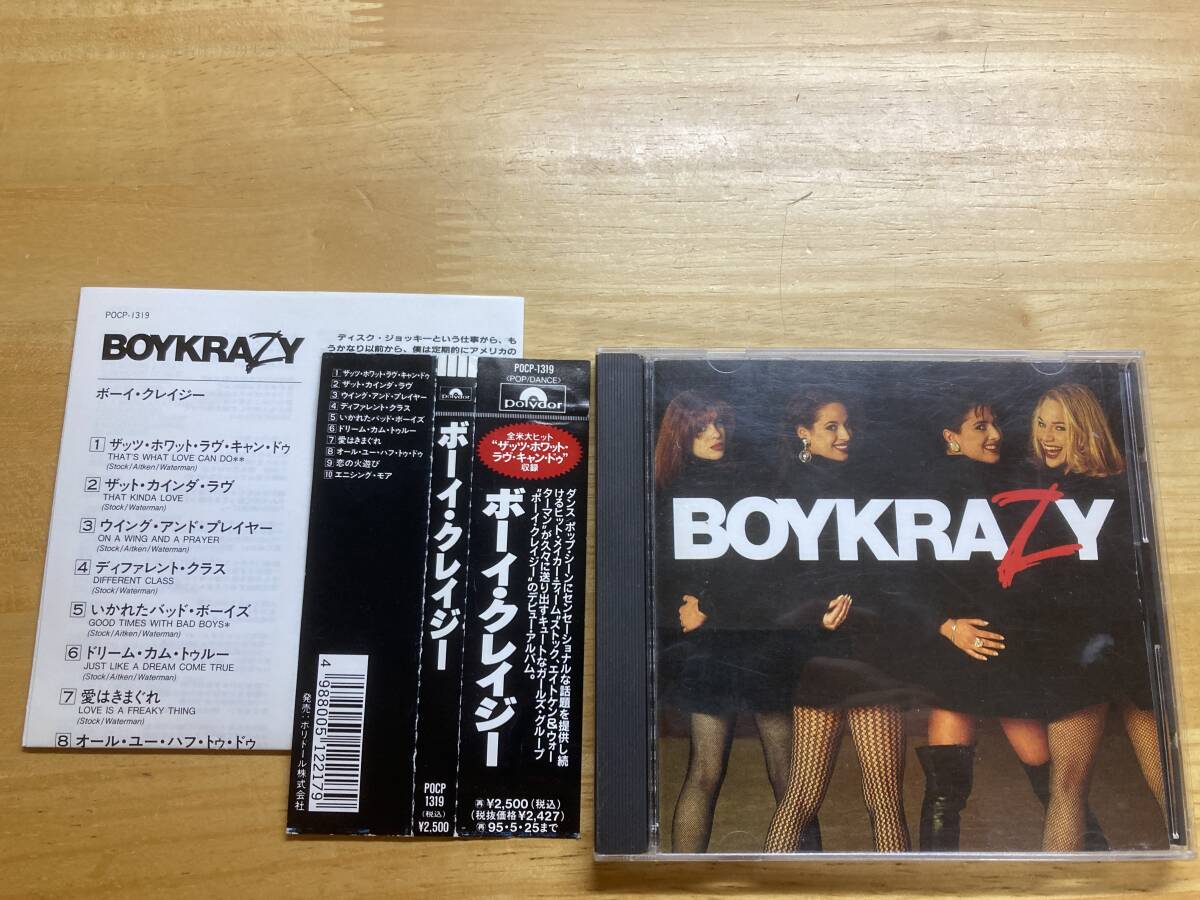 POCP-1319
BOYKRAZY
ボーイ・クレイジー
1 ザッツ・ホワット・ラヴ・キャン・ドゥ
THAT'S WHAT LOVE CAN DO**
(Stock/Aitken/Waterman)
2 ザット・カインダ・ラヴ
THAT KINDA LOVE
(Stock/Waterman)
3 ウイング・アンド・プレイヤー
ON A WING AND A PRAYER
(Stock/Aitken/Waterman)
4 ディファレント・クラス
DIFFERENT CLASS
(Stock/Waterman)
5 いかれたバッド・ボーイズ
GOOD TIMES WITH BAD BOYS*
(Stock/Aitken/Waterman)
6 ドリーム・カム・トゥルー
JUST LIKE A DREAM COME TRUE
(Stock/Aitken/Waterman)
7 愛はきまぐれ
LOVE IS A FREAKY THING
(Stock/Waterman)
8 オール・ユー・ハフ・トゥ・ドゥ
ディスク・ジョッキーという仕事から、も
うかなり以前から、僕は定期的にアメリカの
1 ザッツ・ホワット・ラヴ・キャン・ドゥ
2 ザット・カインダ・ラヴ
3 ウイング・アンド・プレイヤー
4 ディファレント・クラス
5 いかれたバッド・ボーイズ
6 ドリーム・カム・トゥルー
7 愛はきまぐれ
8 オール・ユー・ハフ・トゥ・ドゥ
9 恋の火遊び
10 エニシング・モア
4988005122179
発売:ポリドール株式会社
Polydor
ボーイ・クレイジー
POCP
1319
(税込)
¥2,500
POCP-1319
〈POP/DANCE〉
Polydor
全米大ヒット
“ザッツ・ホワット・
ラヴ・キャン・ドゥ”
収録
ダンス ポップ・シーンにセンセーショナルな話題を提供し続
けるヒット・メイカー・ティーム“ストック、エイトケン&ウォー
ターマン”が久々に送り出すキュートなガールズ・グループ
“ボーイ・クレイジー”のデビュー・アルバム。
ボーイ・クレイジー
再 ¥2,500(税込)
(税抜価格¥2,427)
再 95・5・25まで
BOYKRAZY